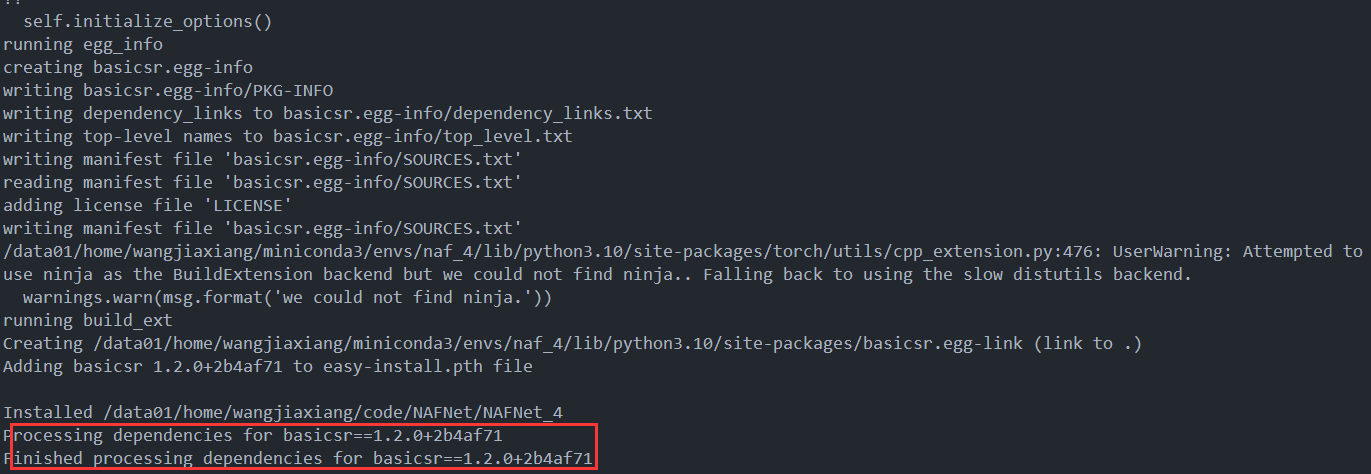 !!
  self.initialize_options()
running egg_info
creating basicsr.egg-info
writing basicsr.egg-info/PKG-INFO
writing dependency_links to basicsr.egg-info/dependency_links.txt
writing top-level names to basicsr.egg-info/top_level.txt
writing manifest file 'basicsr.egg-info/SOURCES.txt'
reading manifest file 'basicsr.egg-info/SOURCES.txt'
adding license file 'LICENSE'
writing manifest file 'basicsr.egg-info/SOURCES.txt'
/data01/home/wangjiaxiang/miniconda3/envs/naf_4/lib/python3.10/site-packages/torch/utils/cpp_extension.py:476: UserWarning: Attempted to
use ninja as the BuildExtension backend but we could not find ninja.. Falling back to using the slow distutils backend.
  warnings.warn(msg.format('we could not find ninja.'))
running build_ext
Creating /data01/home/wangjiaxiang/miniconda3/envs/naf_4/lib/python3.10/site-packages/basicsr.egg-link (link to .)
Adding basicsr 1.2.0+2b4af71 to easy-install.pth file

Installed /data01/home/wangjiaxiang/code/NAFNet/NAFNet_4
Processing dependencies for basicsr==1.2.0+2b4af71
Finished processing dependencies for basicsr==1.2.0+2b4af71